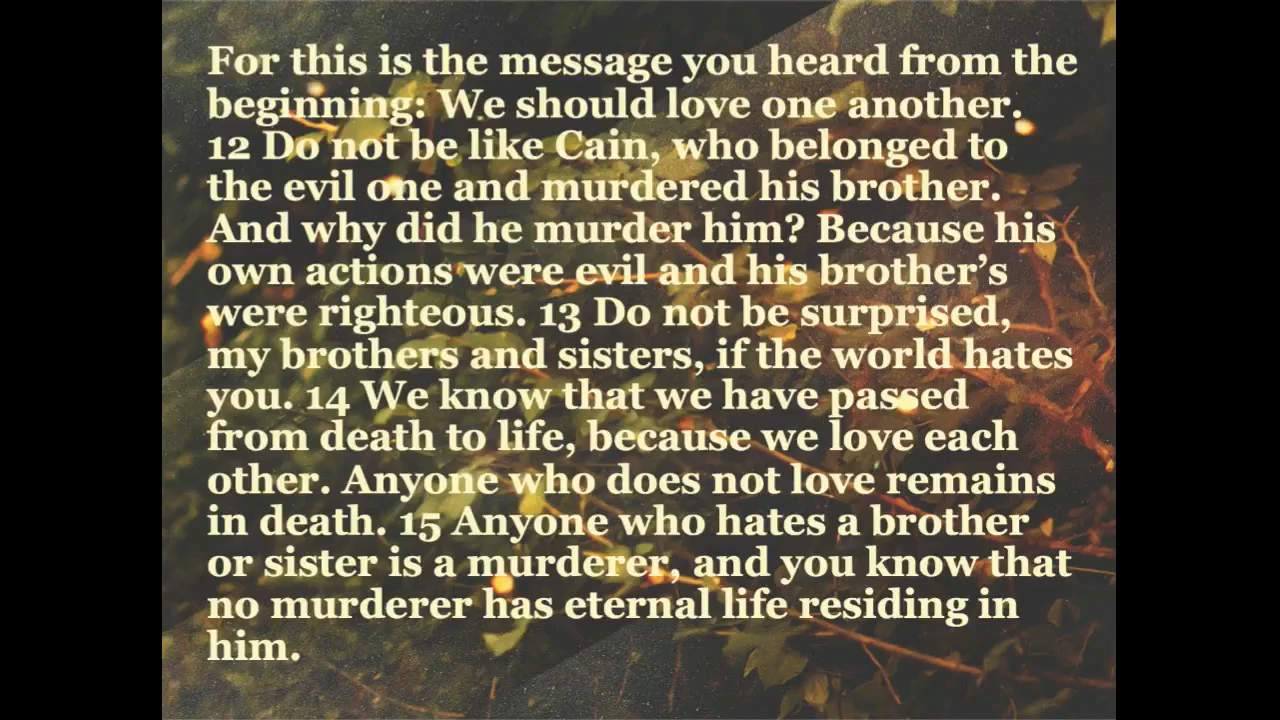 For this is the message you heard from the
beginning: We should love one another.
12 Do not be like Cain, who belonged to
the evil one and murdered his brother.
And why did he murder him? Because his
own actions were evil and his brother’s
were righteous. 13 Do not be surprised,
my brothers and sisters, if the world hates
you. 14 We know that we have passed
from death to life, because we love each
other. Anyone who does not love remains
in death. 15 Anyone who hates a brother
or sister is a murderer, and you know that
no murderer has eternal life residing in
him.